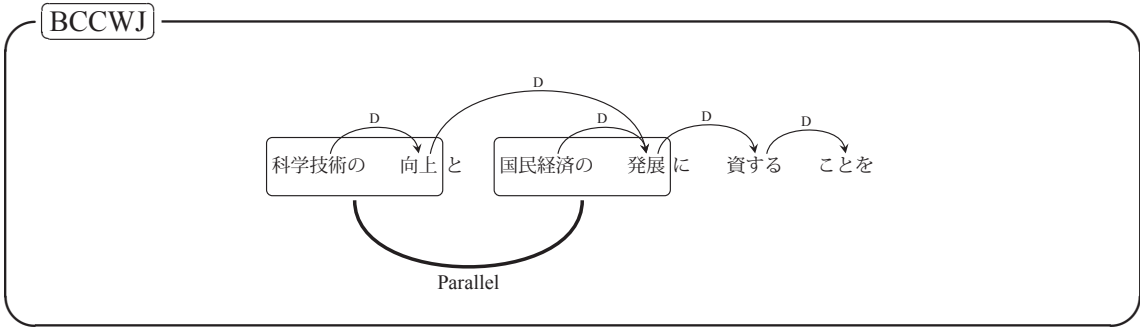 BCCWJ
D
D D D D
科学技術の 向上 と 国民経済の 発展 に 資する ことを
Parallel